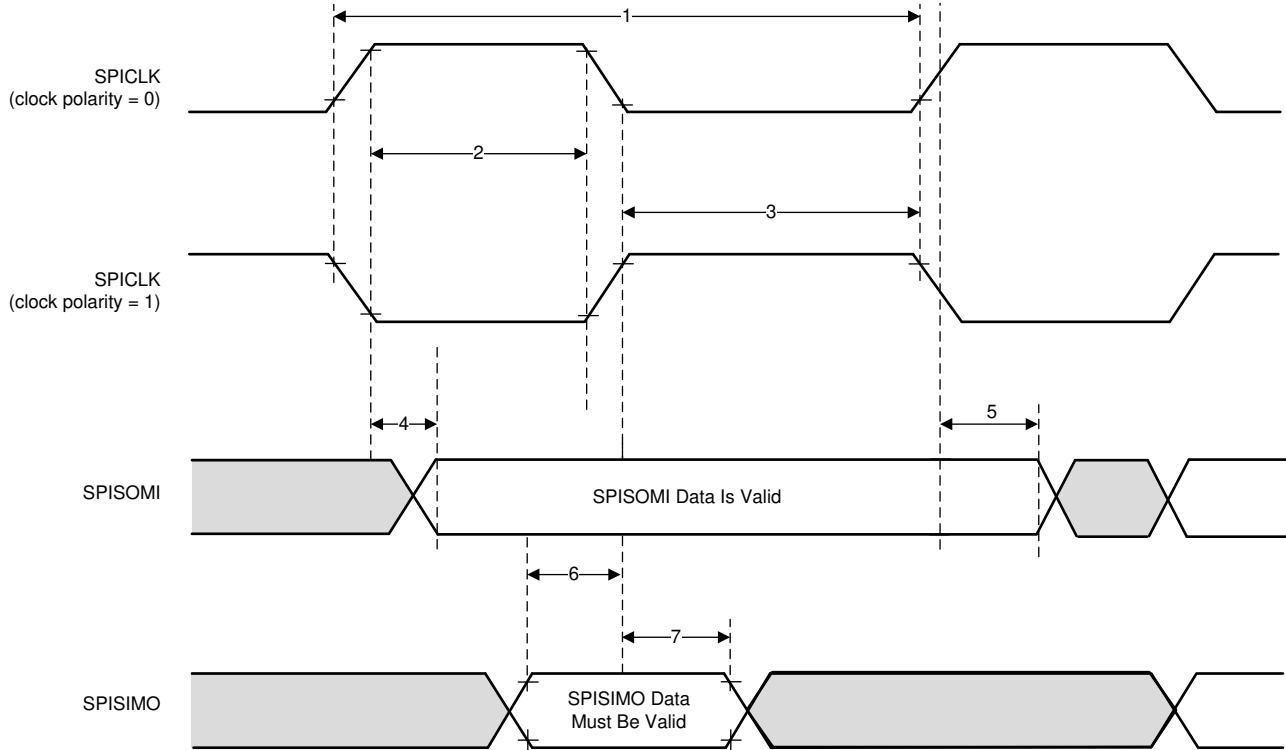 1
SPICLK
(clock polarity = 0)
2
3
SPICLK
(clock polarity = 1)
4
5
SPISOMI
SPISOMI Data Is Valid
6
7
SPISIMO
SPISIMO Data
Must Be Valid